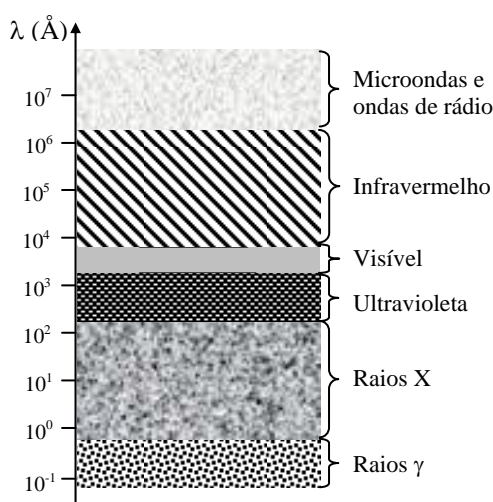 λ (Å)
10⁷
10⁶
10⁵
10⁴
10³
10²
10¹
10⁰
10⁻¹
Microondas e
ondas de rádio
Infravermelho
Visível
Ultravioleta
Raios X
Raios γ